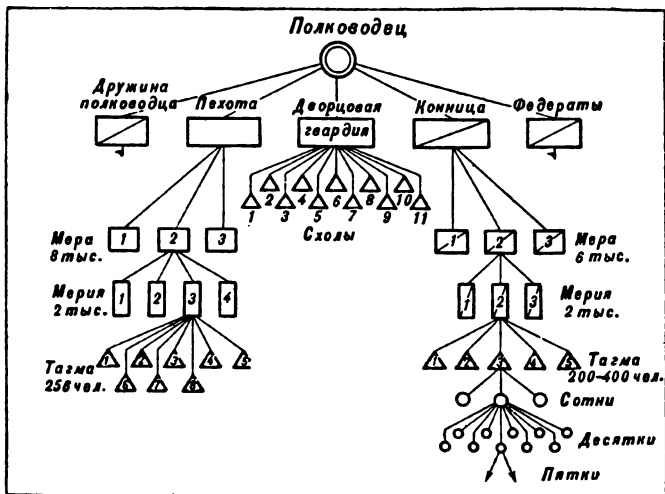 Полководец
Дружина
полководца
Пехота
Дворцовая
гвардия
Конница
Федераты
2 4 6 8 10
1 3 5 7 9 11
Схолы
Мера
8 тыс.
1 2 3
1 2 3
Мера
6 тыс.
Мерия
2 тыс.
1 2 3 4
1 2 3
Мерия
2 тыс.
Тагма
256 чел.
1 2 3 4 5
6 7 8
1 2 3 4 5
Тагма
200-400 чел.
Сотни
Десятки
Пятки